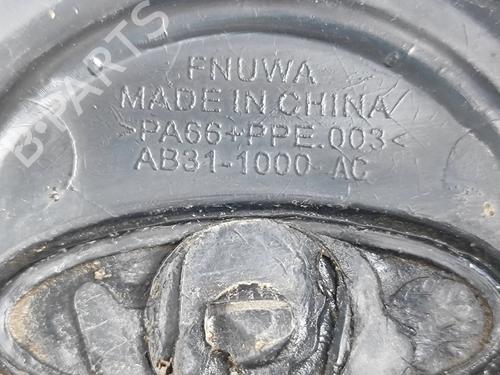 B-PARTS
FNUWA
MADE IN CHINA
>PA66+PPE.003<
AB31-1000-AC